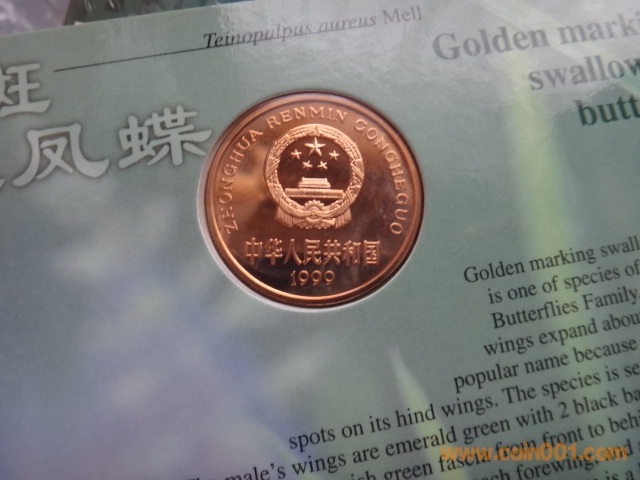 Teinopalpus aureus Mell
Golden mark
swallow
butt
凤蝶
ZHONGHUA RENMIN GONGHEGUO
中华人民共和国
1999
Golden marking swall
is one of species of
Butterflies Family.
wings expand abou
popular name because
spots on its hind wings. The species is se
male's wings are emerald green with 2 black ba
green fascia from front to behi
each forewing and
www.coin001.com